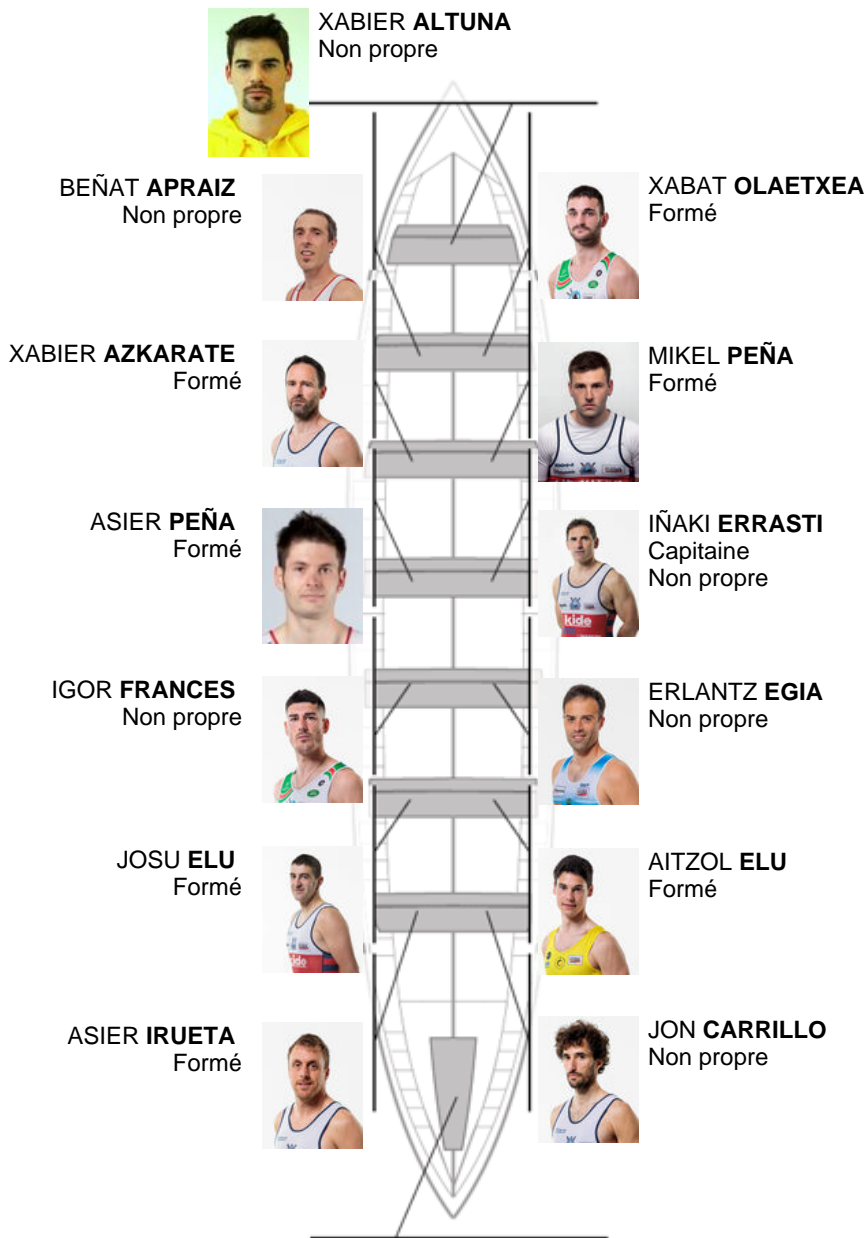 XABIER ALTUNA
Non propre
BEÑAT APRAIZ
Non propre
XABAT OLAETXEA
Formé
XABIER AZKARATE
Formé
MIKEL PEÑA
Formé
ASIER PEÑA
Formé
IÑAKI ERRASTI
Capitaine
Non propre
kide
IGOR FRANCES
Non propre
ERLANTZ EGIA
Non propre
JOSU ELU
Formé
AITZOL ELU
Formé
ASIER IRUETA
Formé
JON CARRILLO
Non propre